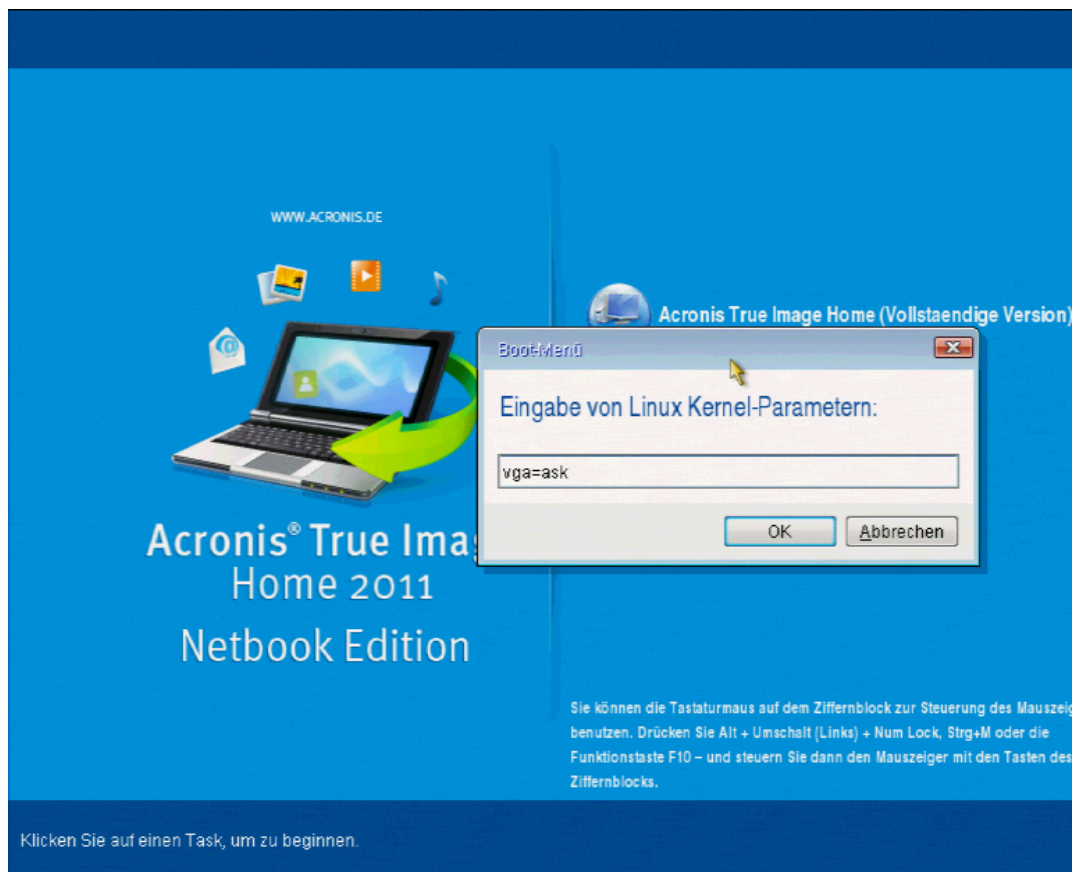 WWW.ACRONIS.DE
Acronis True Image Home (Vollstaendige Version)
Boot-Menü
Eingabe von Linux Kernel-Parametern:
vga=ask
OK
Abbrechen
Acronis® True Ima
Home 2011
Netbook Edition
Sie können die Tastaturmaus auf dem Ziffernblock zur Steuerung des Mauszeig
benutzen. Drücken Sie Alt + Umschalt (Links) + Num Lock, Strg+M oder die
Funktionstaste F10 – und steuern Sie dann den Mauszeiger mit den Tasten des
Ziffernblocks.
Klicken Sie auf einen Task, um zu beginnen.